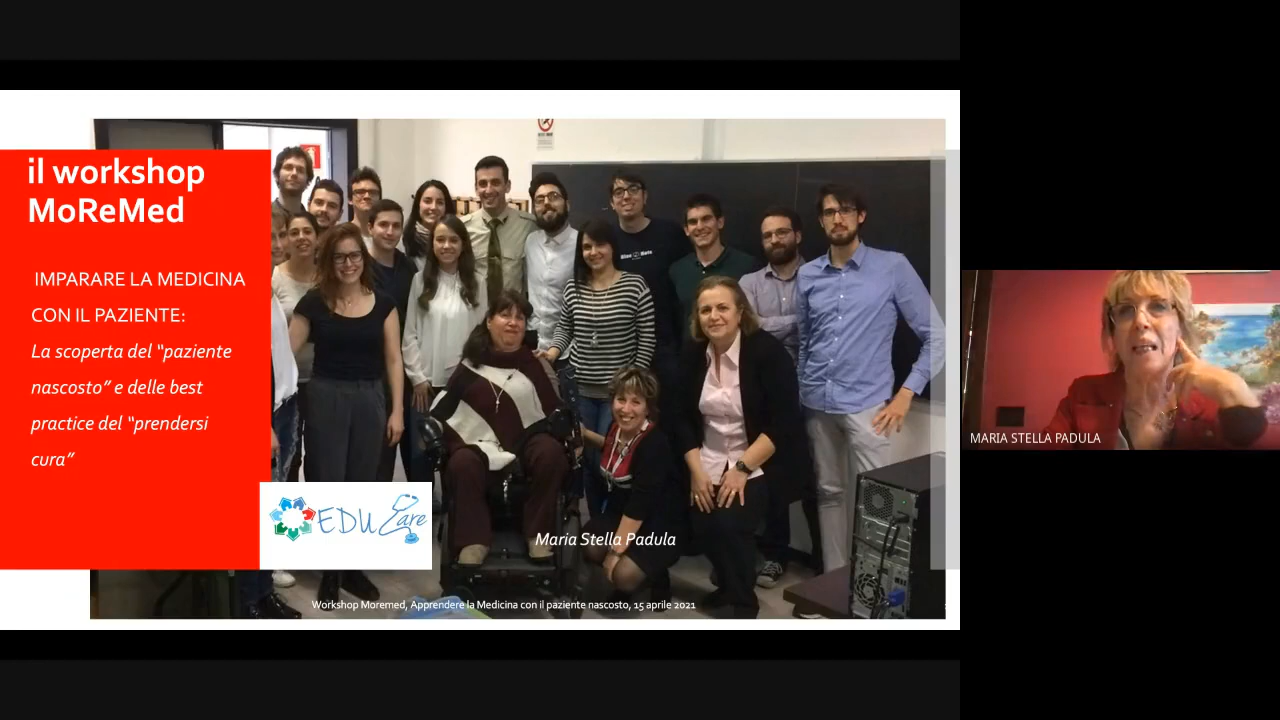 il workshop
MoReMed
IMPARARE LA MEDICINA
CON IL PAZIENTE:
La scoperta del “paziente
nascosto” e delle best
practice del “prendersi
cura”
EDU Care
Maria Stella Padula
Workshop Moremed, Apprendere la Medicina con il paziente nascosto, 15 aprile 2021
MARIA STELLA PADULA